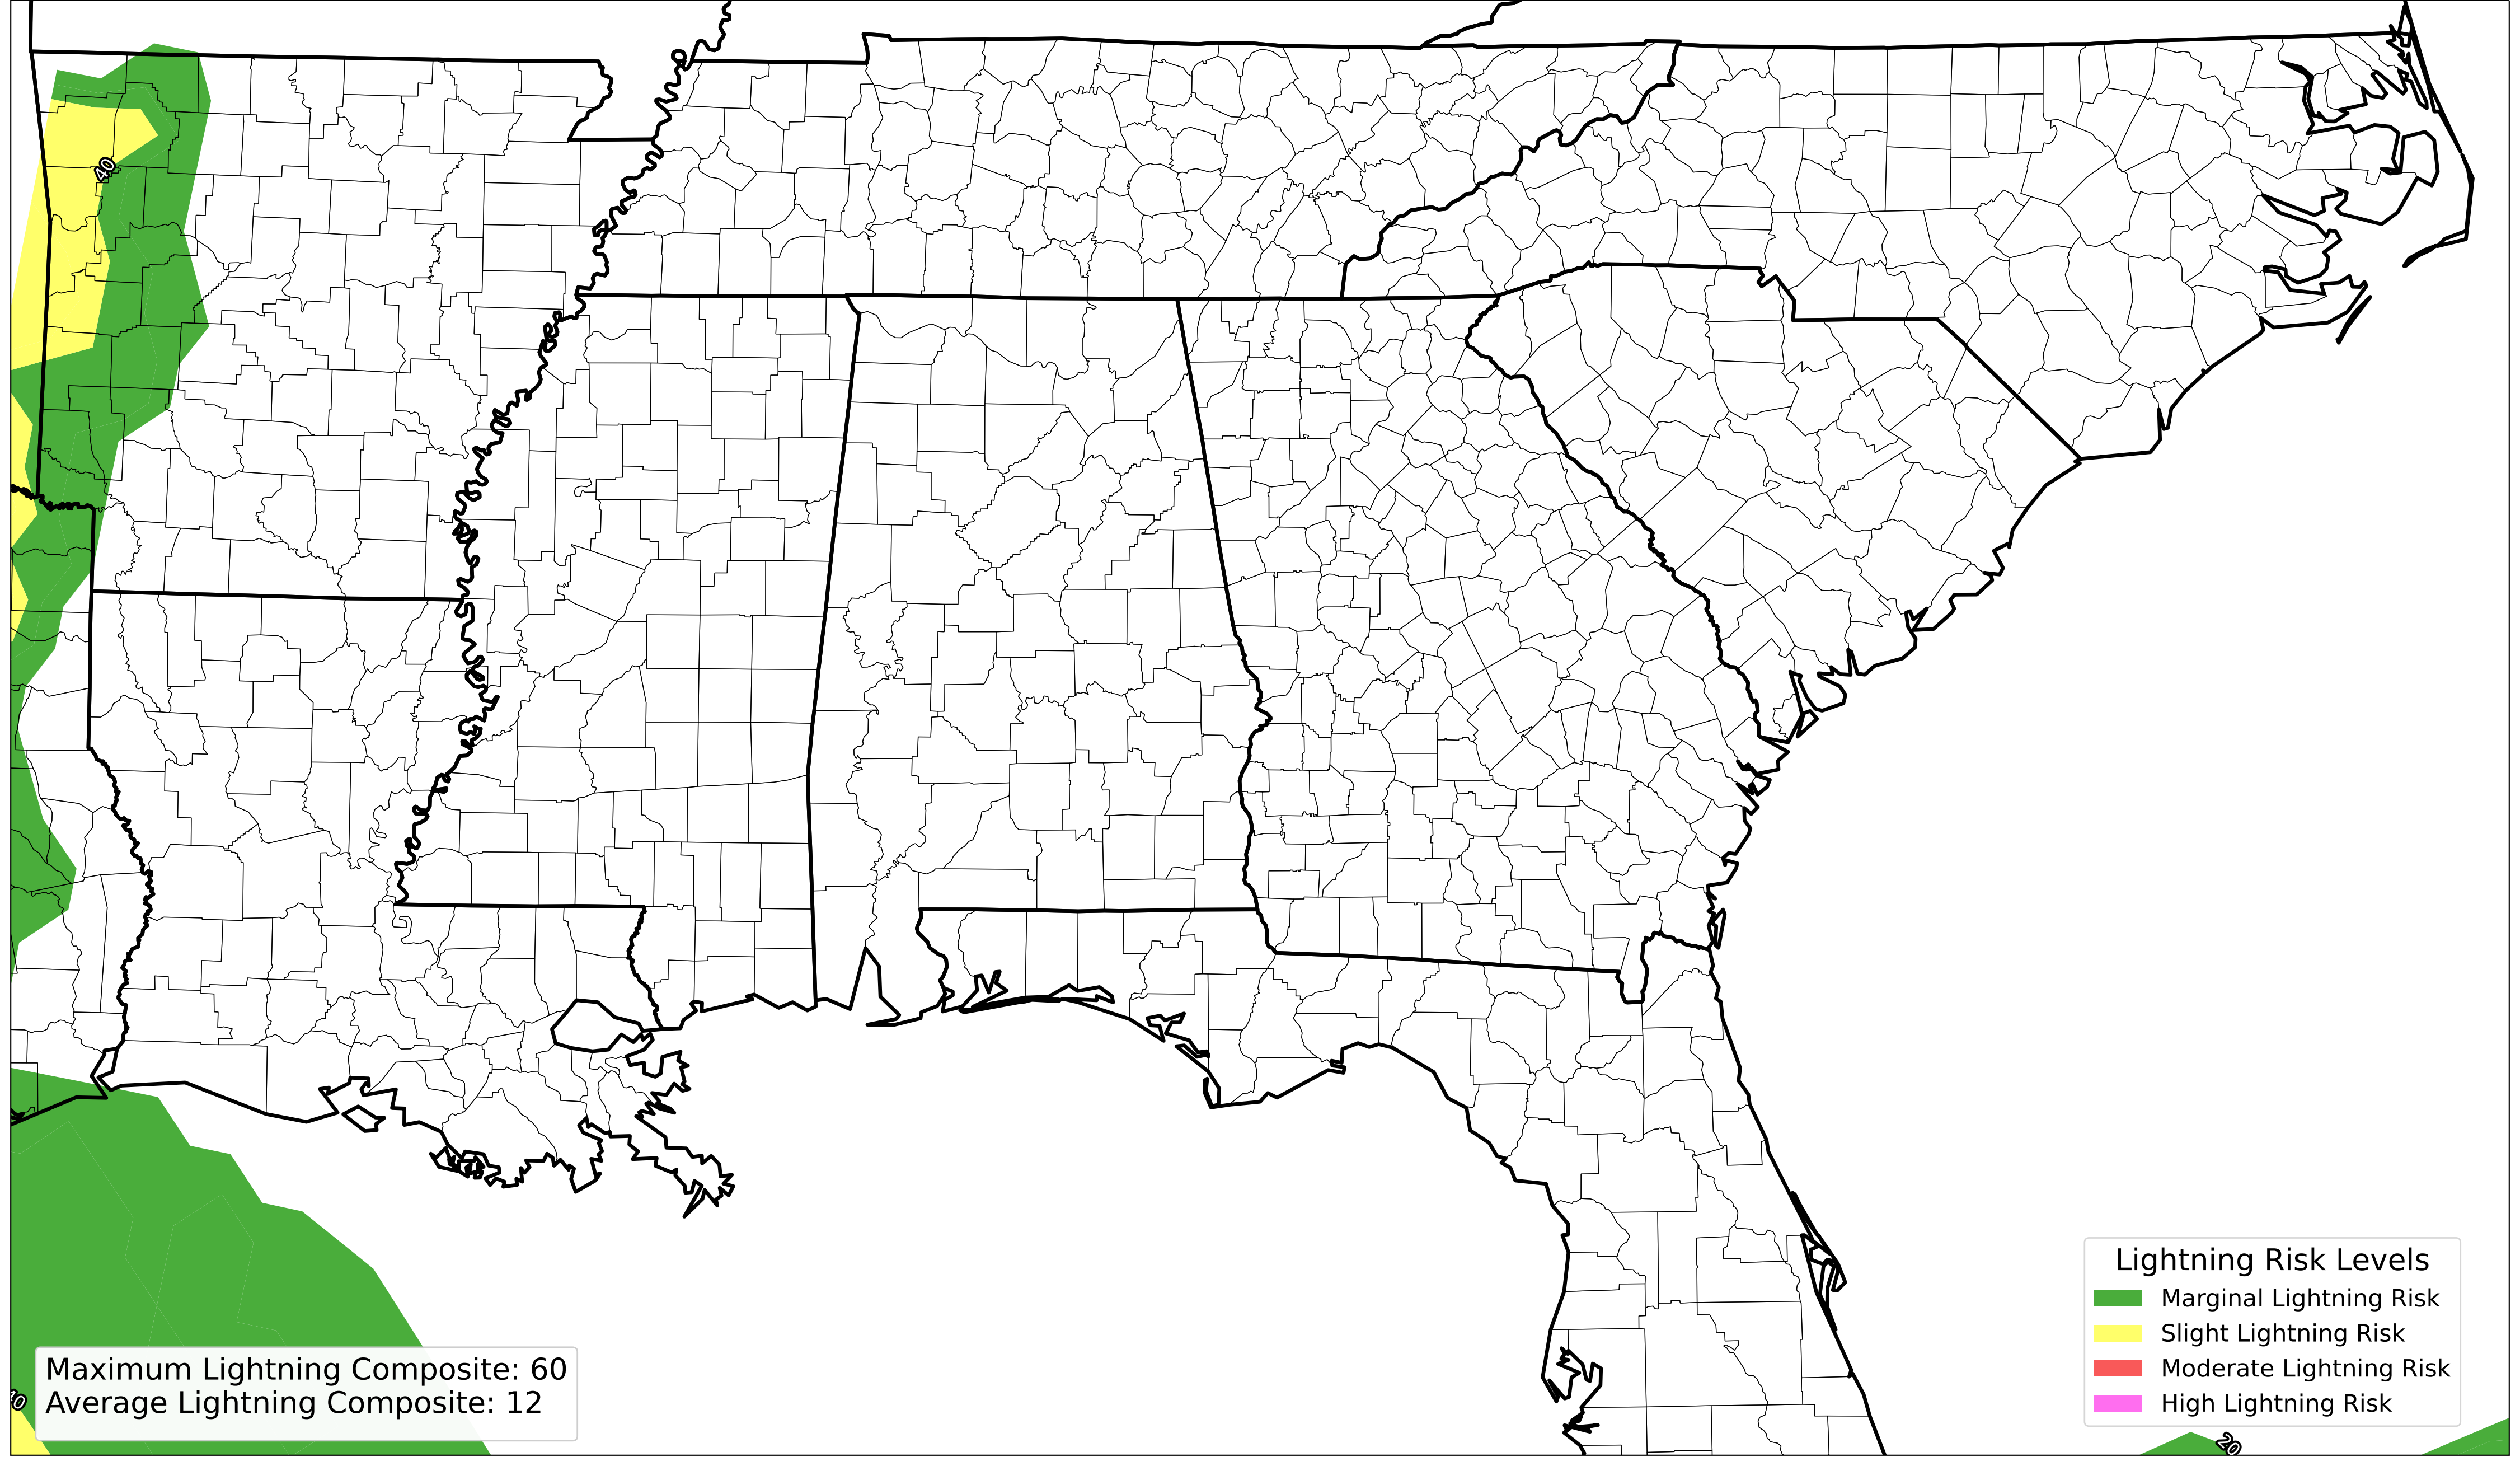 40
Lightning Risk Levels
Marginal Lightning Risk
Slight Lightning Risk
Moderate Lightning Risk
High Lightning Risk
Maximum Lightning Composite: 60
Average Lightning Composite: 12
20